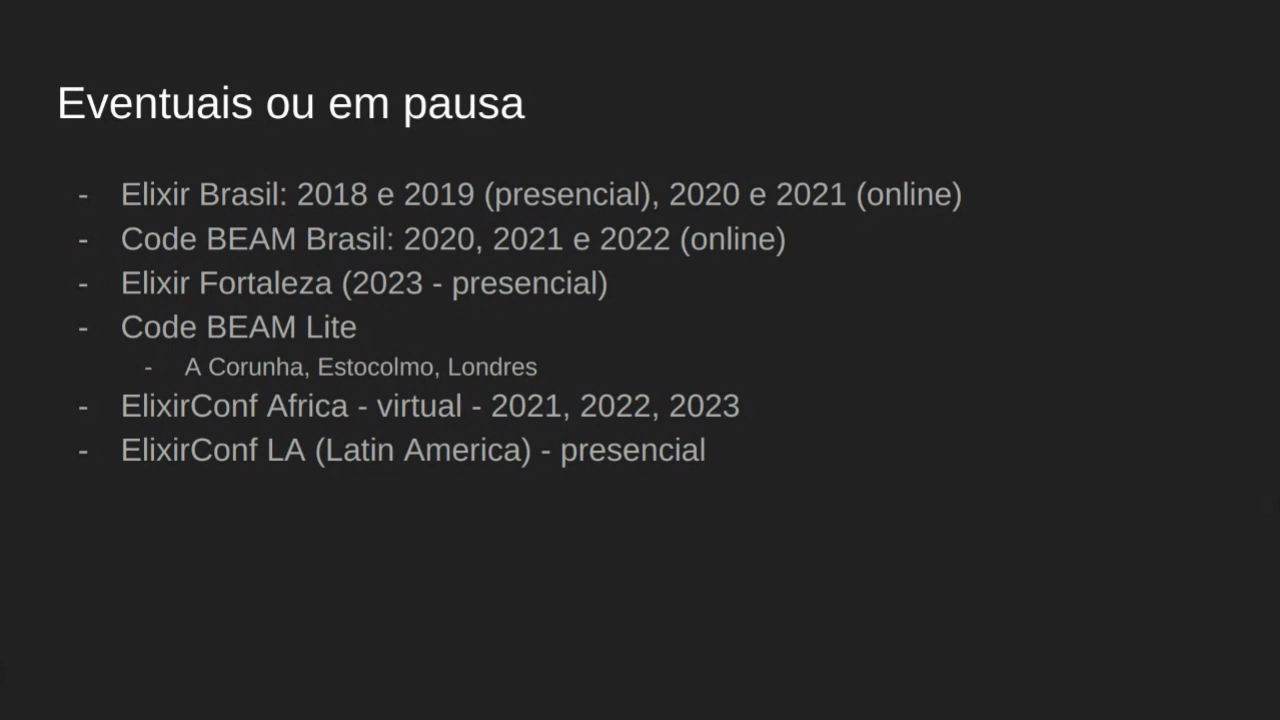 Eventuais ou em pausa
- Elixir Brasil: 2018 e 2019 (presencial), 2020 e 2021 (online)
- Code BEAM Brasil: 2020, 2021 e 2022 (online)
- Elixir Fortaleza (2023 - presencial)
- Code BEAM Lite
- A Corunha, Estocolmo, Londres
- ElixirConf Africa - virtual - 2021, 2022, 2023
- ElixirConf LA (Latin America) - presencial